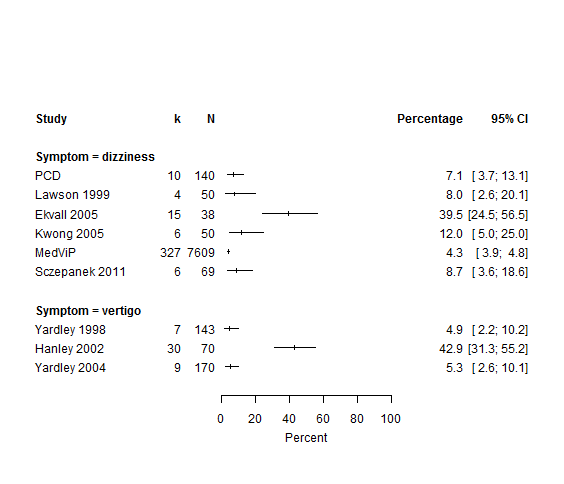 Study k N Percentage 95% CI
Symptom = dizziness
PCD 10 140 7.1 [ 3.7; 13.1]
Lawson 1999 4 50 8.0 [ 2.6; 20.1]
Ekvall 2005 15 38 39.5 [24.5; 56.5]
Kwong 2005 6 50 12.0 [ 5.0; 25.0]
MedViP 327 7609 4.3 [ 3.9; 4.8]
Sczepanek 2011 6 69 8.7 [ 3.6; 18.6]
Symptom = vertigo
Yardley 1998 7 143 4.9 [ 2.2; 10.2]
Hanley 2002 30 70 42.9 [31.3; 55.2]
Yardley 2004 9 170 5.3 [ 2.6; 10.1]
0 20 40 60 80 100
Percent